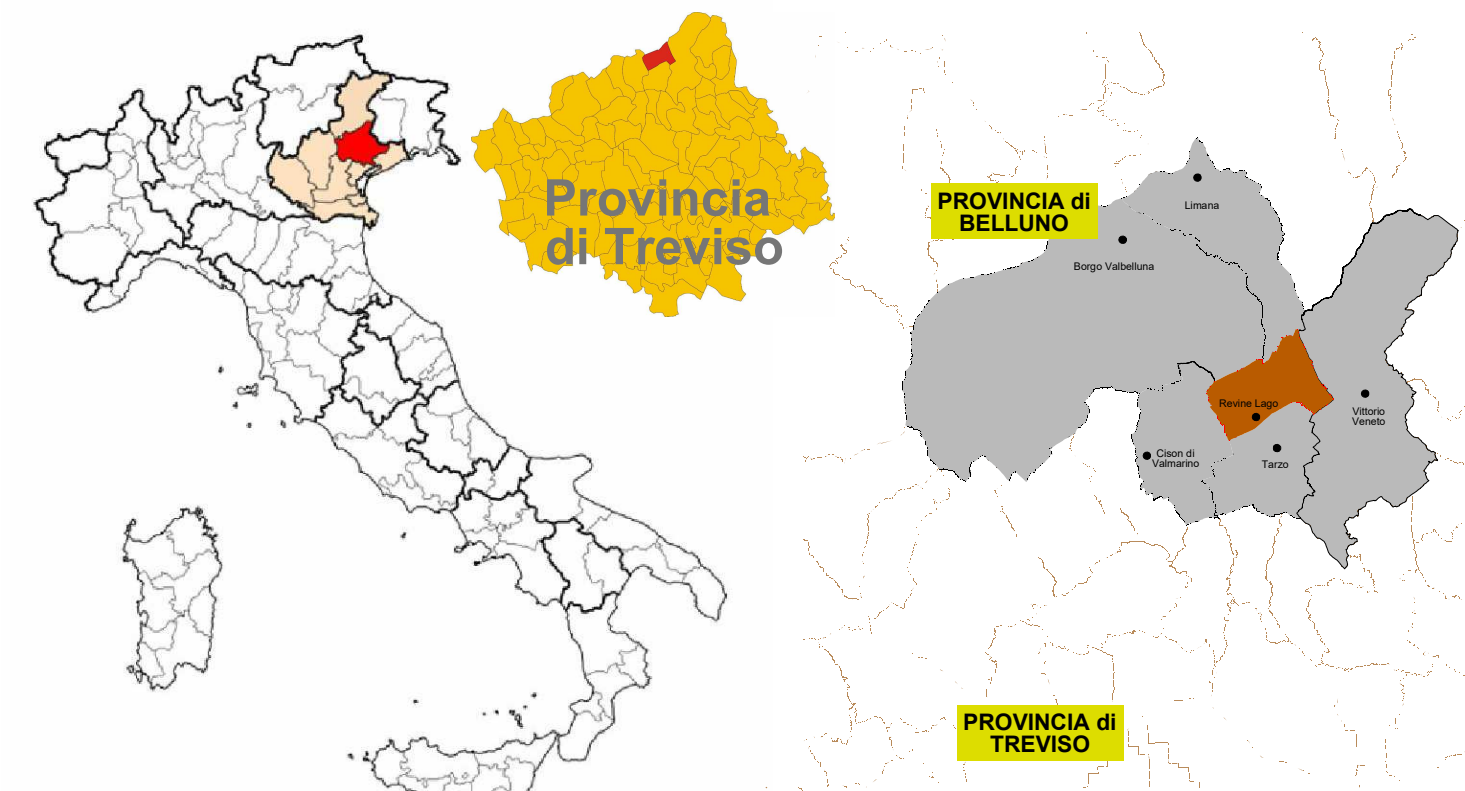 Provincia
di Treviso
PROVINCIA di
BELLUNO
Limana
Borgo Valbelluna
Revine Lago
Vittorio
Veneto
Cison di
Valmarino
Tarzo
PROVINCIA di
TREVISO